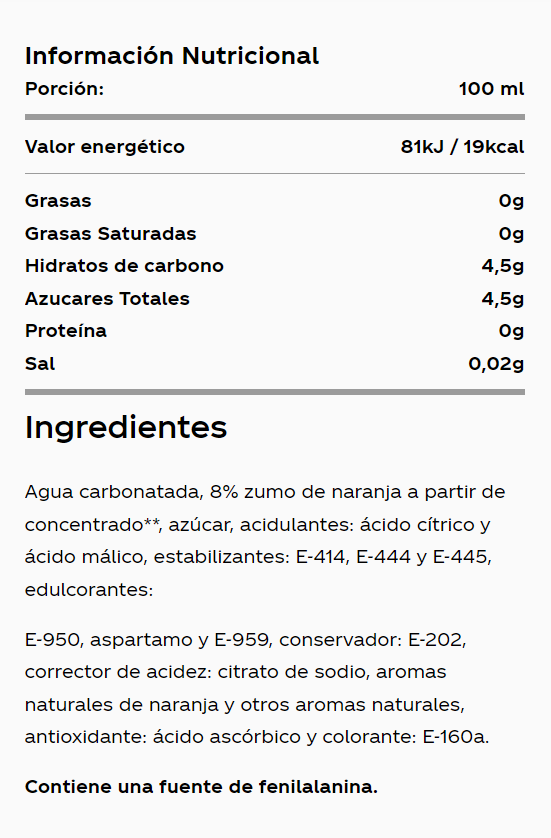 Información Nutricional
Porción: 100 ml
Valor energético 81kJ / 19kcal
Grasas 0g
Grasas Saturadas 0g
Hidratos de carbono 4,5g
Azucares Totales 4,5g
Proteína 0g
Sal 0,02g
Ingredientes
Agua carbonatada, 8% zumo de naranja a partir de
concentrado**, azúcar, acidulantes: ácido cítrico y
ácido málico, estabilizantes: E-414, E-444 y E-445,
edulcorantes:
E-950, aspartamo y E-959, conservador: E-202,
corrector de acidez: citrato de sodio, aromas
naturales de naranja y otros aromas naturales,
antioxidante: ácido ascórbico y colorante: E-160a.
Contiene una fuente de fenilalanina.